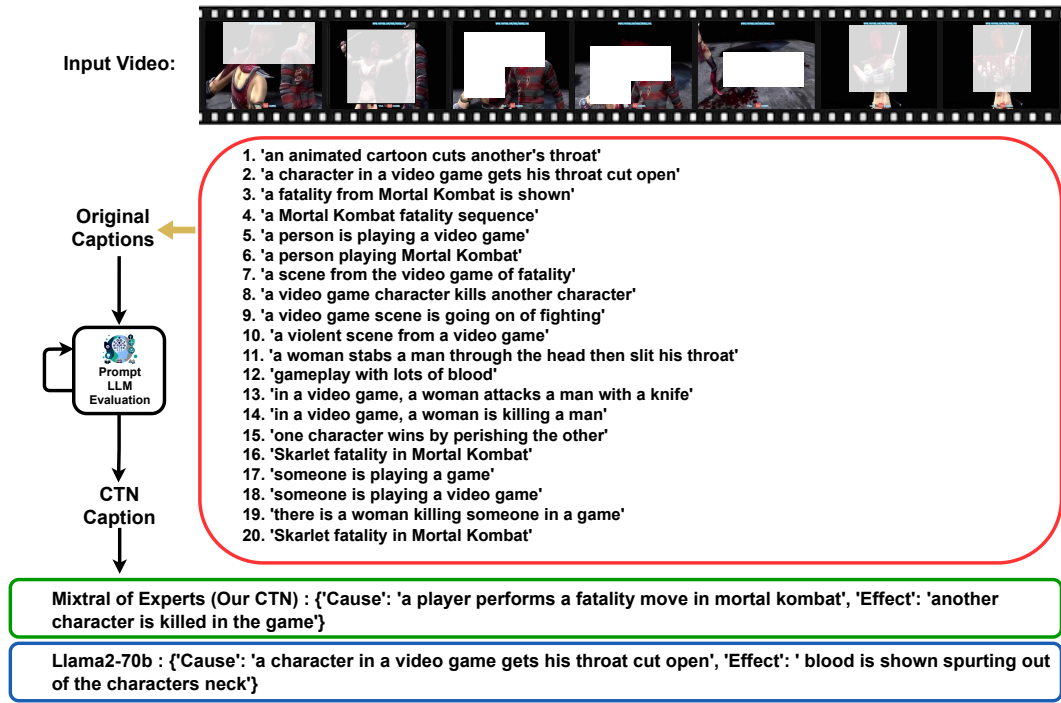 Input Video:
1. 'an animated cartoon cuts another's throat'
2. 'a character in a video game gets his throat cut open'
3. 'a fatality from Mortal Kombat is shown'
4. 'a Mortal Kombat fatality sequence'
5. 'a person is playing a video game'
6. 'a person playing Mortal Kombat'
7. 'a scene from the video game of fatality'
8. 'a video game character kills another character'
9. 'a video game scene is going on of fighting'
10. 'a violent scene from a video game'
11. 'a woman stabs a man through the head then slit his throat'
12. 'gameplay with lots of blood'
13. 'in a video game, a woman attacks a man with a knife'
14. 'in a video game, a woman is killing a man'
15. 'one character wins by perishing the other'
16. 'Skarlet fatality in Mortal Kombat'
17. 'someone is playing a game'
18. 'someone is playing a video game'
19. 'there is a woman killing someone in a game'
20. 'Skarlet fatality in Mortal Kombat'
Original
Captions
Prompt
LLM
Evaluation
CTN
Caption
Mixtral of Experts (Our CTN) : {'Cause': 'a player performs a fatality move in mortal kombat', 'Effect': 'another
character is killed in the game'}
Llama2-70b : {'Cause': 'a character in a video game gets his throat cut open', 'Effect': ' blood is shown spurting out
of the characters neck'}